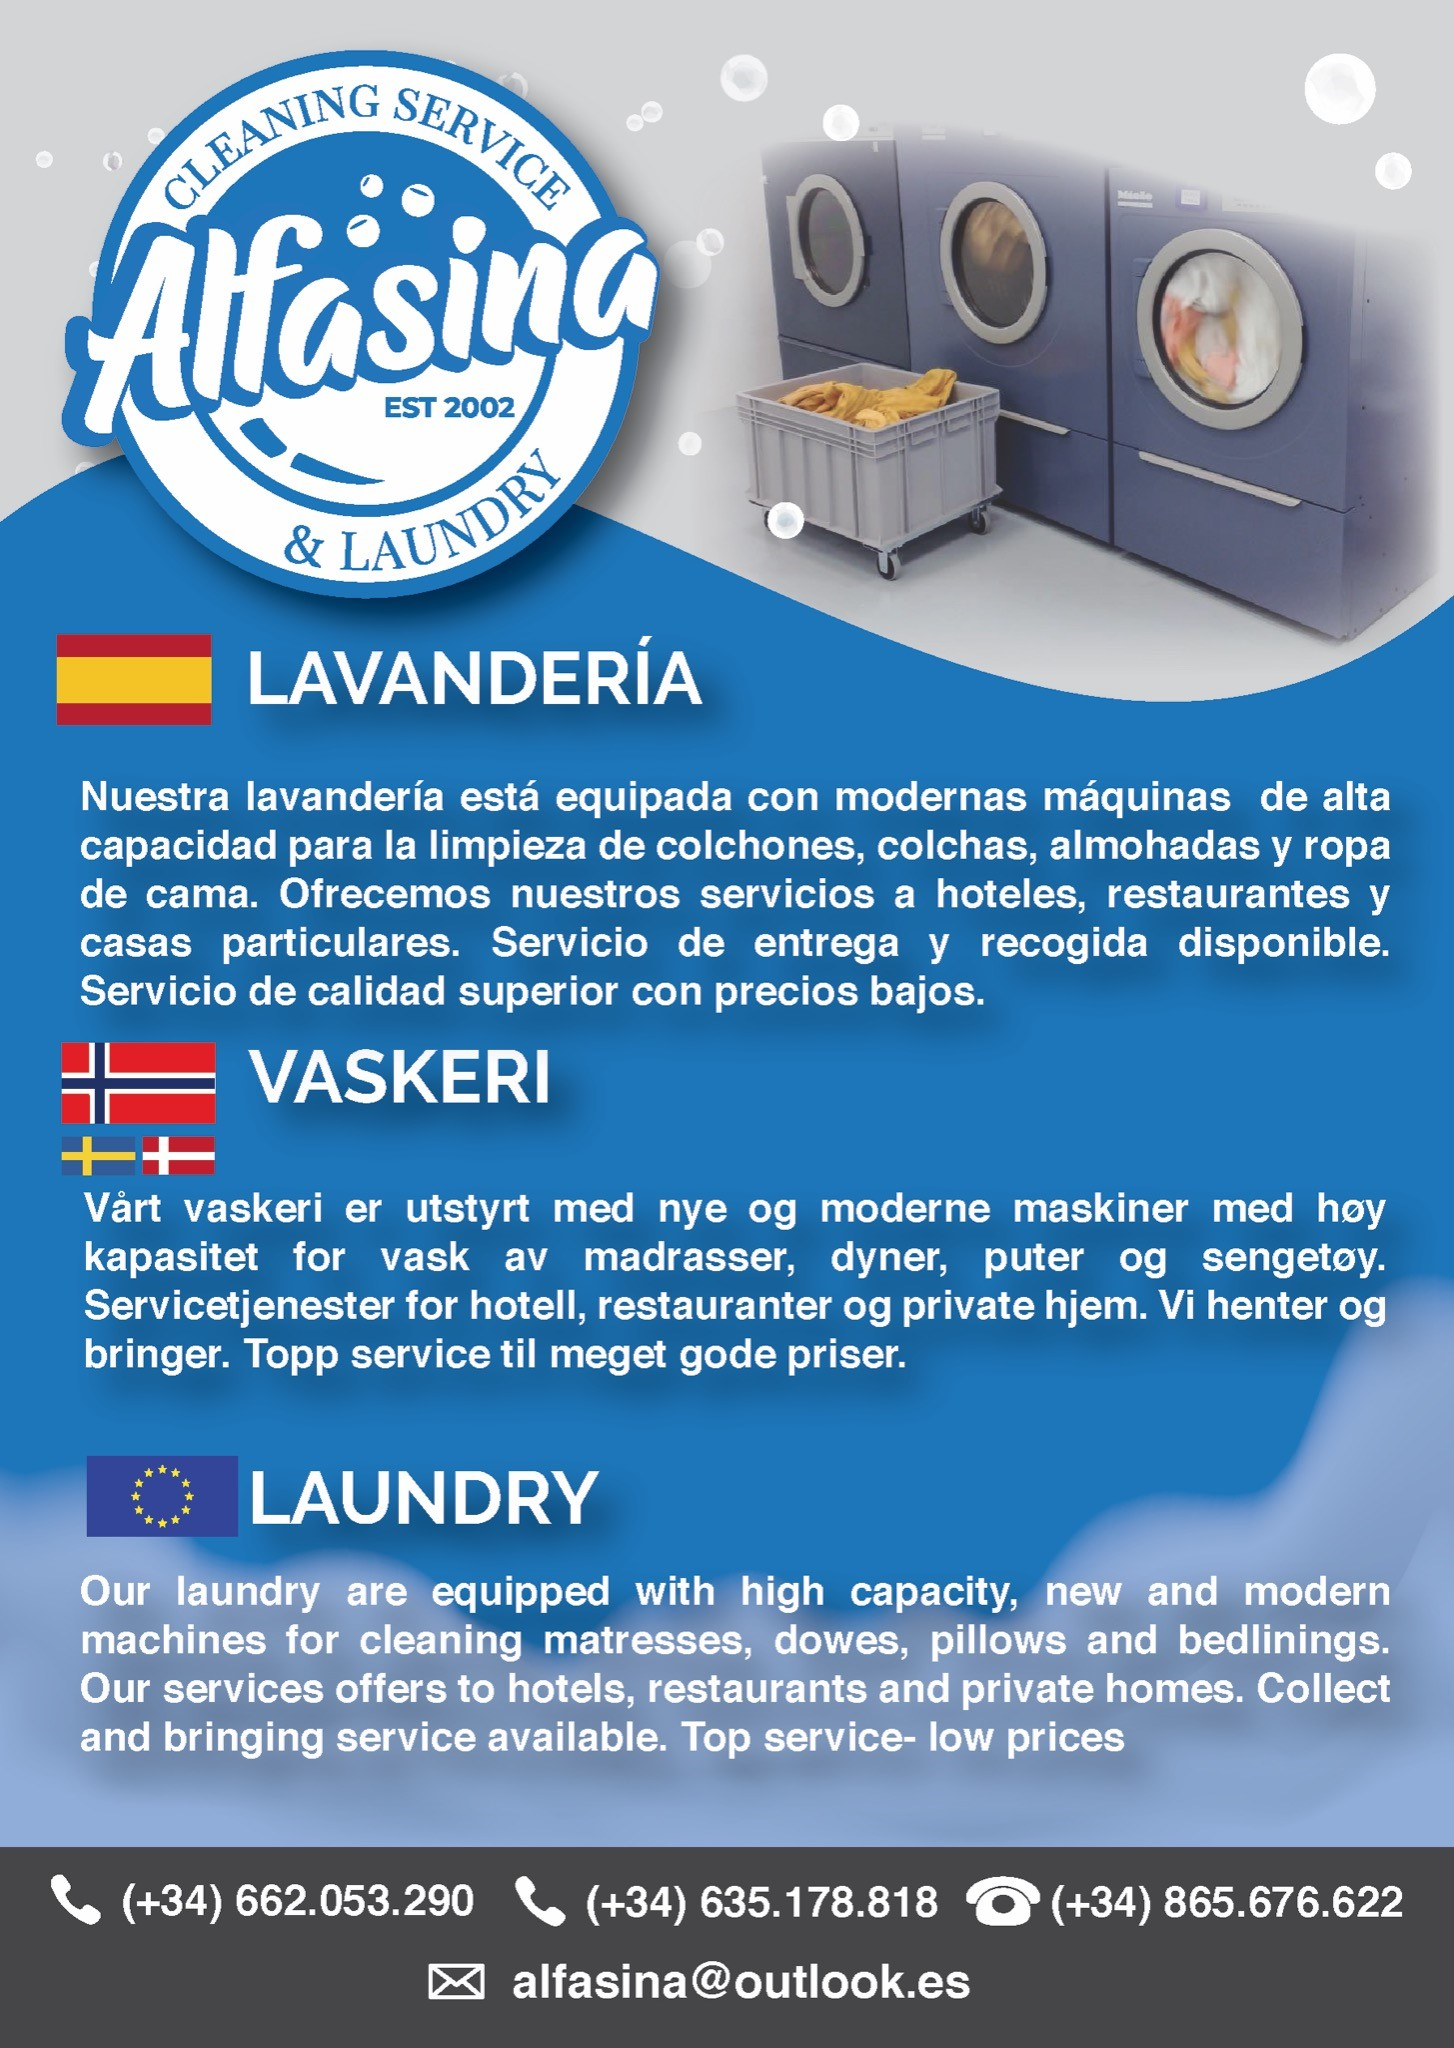 CLEANING SERVICE
Alfasina
EST 2002
& LAUNDRY
Miele
LAVANDERÍA
Nuestra lavandería está equipada con modernas máquinas de alta
capacidad para la limpieza de colchones, colchas, almohadas y ropa
de cama. Ofrecemos nuestros servicios a hoteles, restaurantes y
casas particulares. Servicio de entrega y recogida disponible.
Servicio de calidad superior con precios bajos.
VASKERI
Vårt vaskeri er utstyrt med nye og moderne maskiner med høy
kapasitet for vask av madrasser, dyner, puter og sengetøy.
Servicetjenester for hotell, restauranter og private hjem. Vi henter og
bringer. Topp service til meget gode priser.
LAUNDRY
Our laundry are equipped with high capacity, new and modern
machines for cleaning matresses, dowes, pillows and bedlinings.
Our services offers to hotels, restaurants and private homes. Collect
and bringing service available. Top service- low prices
(+34) 662.053.290 (+34) 635.178.818 (+34) 865.676.622
alfasina@outlook.es